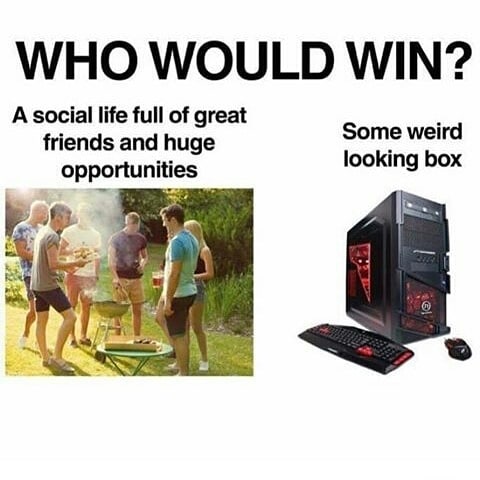 WHO WOULD WIN?
A social life full of great
friends and huge
opportunities
Some weird
looking box